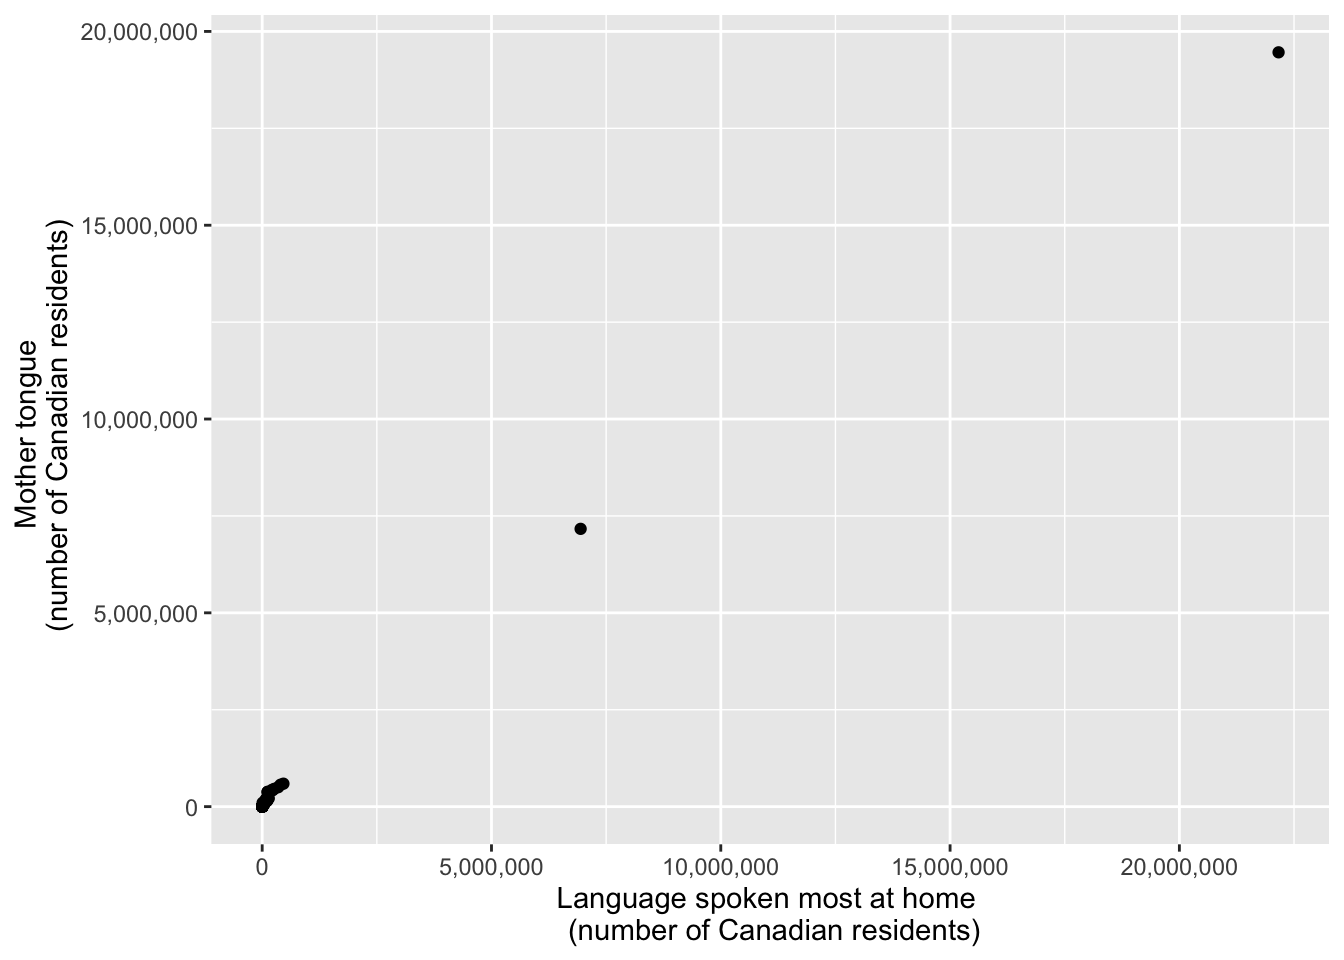 20,000,000
15,000,000
10,000,000
5,000,000
0
Mother tongue
(number of Canadian residents)
0
5,000,000
10,000,000
15,000,000
20,000,000
Language spoken most at home
(number of Canadian residents)